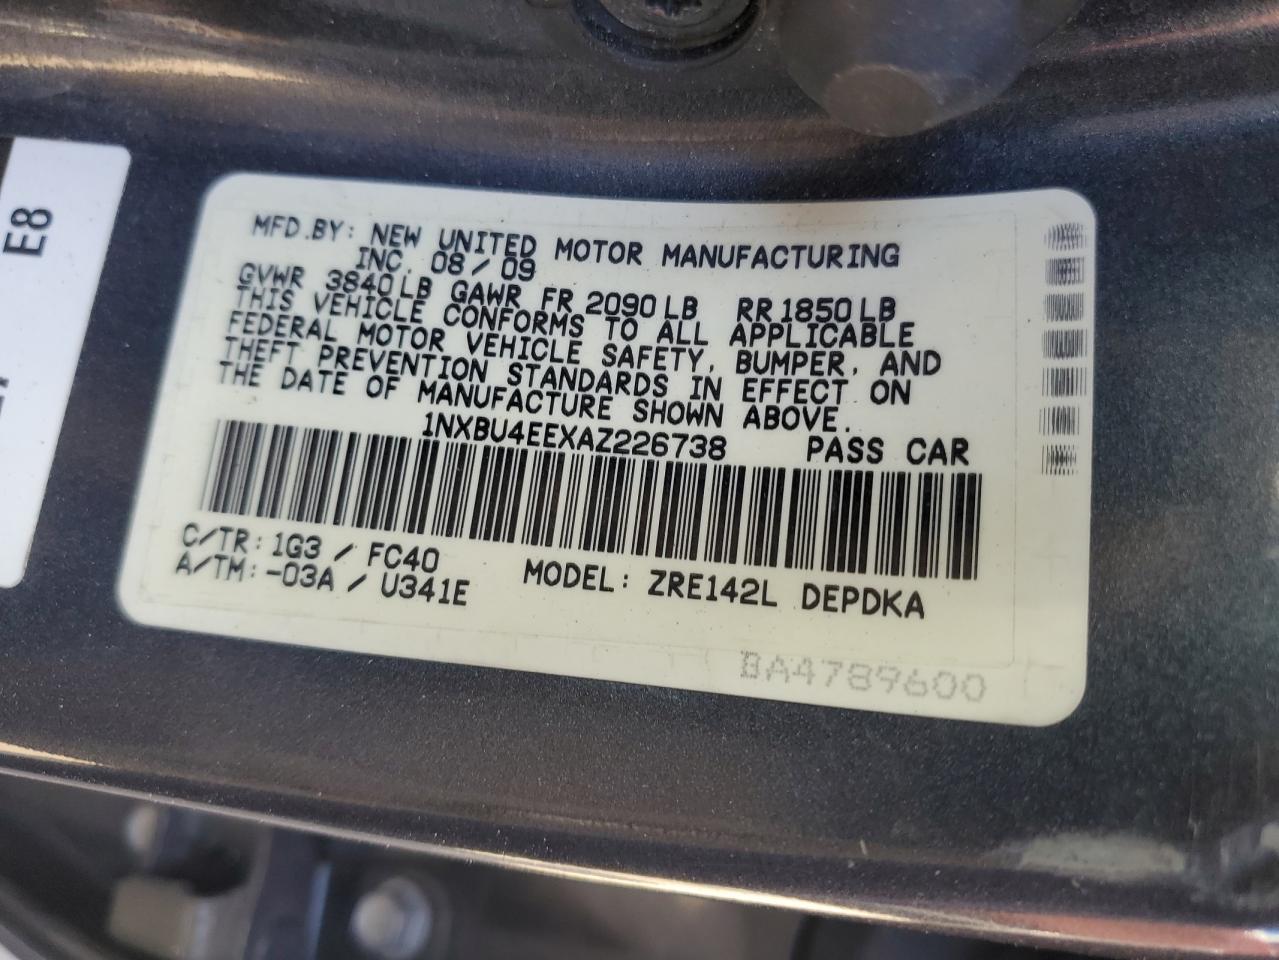 E8
MFD.BY: NEW UNITED MOTOR MANUFACTURING
INC. 08/09
GVWR 3840LB GAWR FR 2090LB RR1850LB
THIS VEHICLE CONFORMS TO ALL APPLICABLE
FEDERAL MOTOR VEHICLE SAFETY, BUMPER, AND
THEFT PREVENTION STANDARDS IN EFFECT ON
THE DATE OF MANUFACTURE SHOWN ABOVE.
1NXBU4EEXAZ226738 PASS CAR
C/TR: 1G3 / FC40
A/TM: -03A / U341E
MODEL: ZRE142L DEPDKA
BA4789600